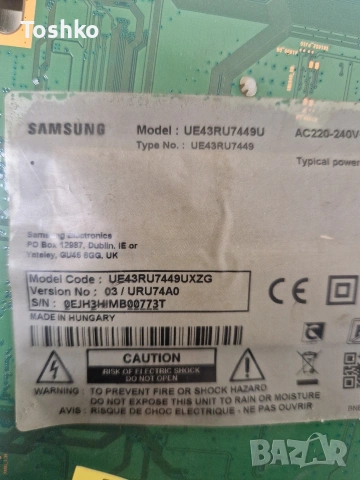 Toshko
SAMSUNG
Model : UE43RU7449U
AC220-240V
Type No. : UE43RU7449
Typical power
Samsung Electronics
PO Box 12987, Dublin. IE or
Yateley, GU46 6GG, UK
Model Code : UE43RU7449UXZG
Version No : 03 / URU74A0
S/N : 0EJH3HIMB00773T
MADE IN HUNGARY
CAUTION
RISK OF ELECTRIC SHOCK
DO NOT OPEN
WARNING : TO PREVENT FIRE OR SHOCK HAZARD
DO NOT EXPOSE TO RAIN OR MOISTURE
AVIS : RISQUE DE CHOC ELECTRIQUE - NE PAS
BAZAR
bg